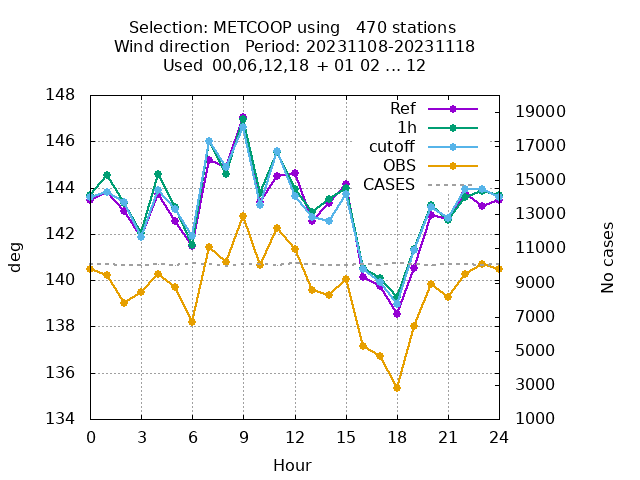 Selection: METCOOP using   470 stations
Wind direction   Period: 20231108-20231118
Used  00,06,12,18 + 01 02 ... 12
Ref
1h
cutoff
OBS
CASES
148
146
144
142
140
138
136
134
deg
19000
17000
15000
13000
11000
9000
7000
5000
3000
1000
No cases
0 3 6 9 12 15 18 21 24
Hour